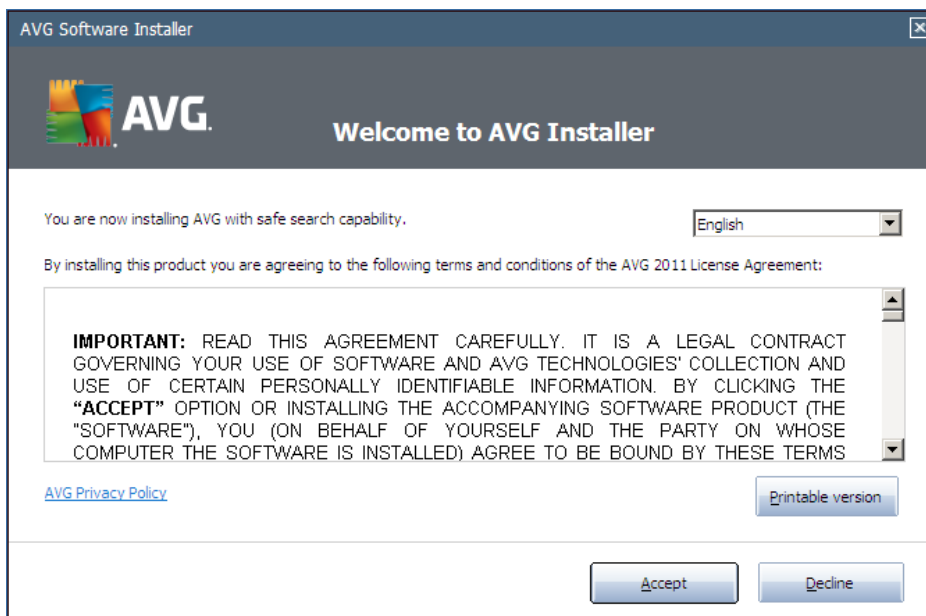 AVG Software Installer
AVG.
Welcome to AVG Installer
You are now installing AVG with safe search capability.
English
By installing this product you are agreeing to the following terms and conditions of the AVG 2011 License Agreement:
IMPORTANT: READ THIS AGREEMENT CAREFULLY. IT IS A LEGAL CONTRACT
GOVERNING YOUR USE OF SOFTWARE AND AVG TECHNOLOGIES' COLLECTION AND
USE OF CERTAIN PERSONALLY IDENTIFIABLE INFORMATION. BY CLICKING THE
“ACCEPT” OPTION OR INSTALLING THE ACCOMPANYING SOFTWARE PRODUCT (THE
"SOFTWARE"), YOU (ON BEHALF OF YOURSELF AND THE PARTY ON WHOSE
COMPUTER THE SOFTWARE IS INSTALLED) AGREE TO BE BOUND BY THESE TERMS
AVG Privacy Policy
Printable version
Accept
Decline